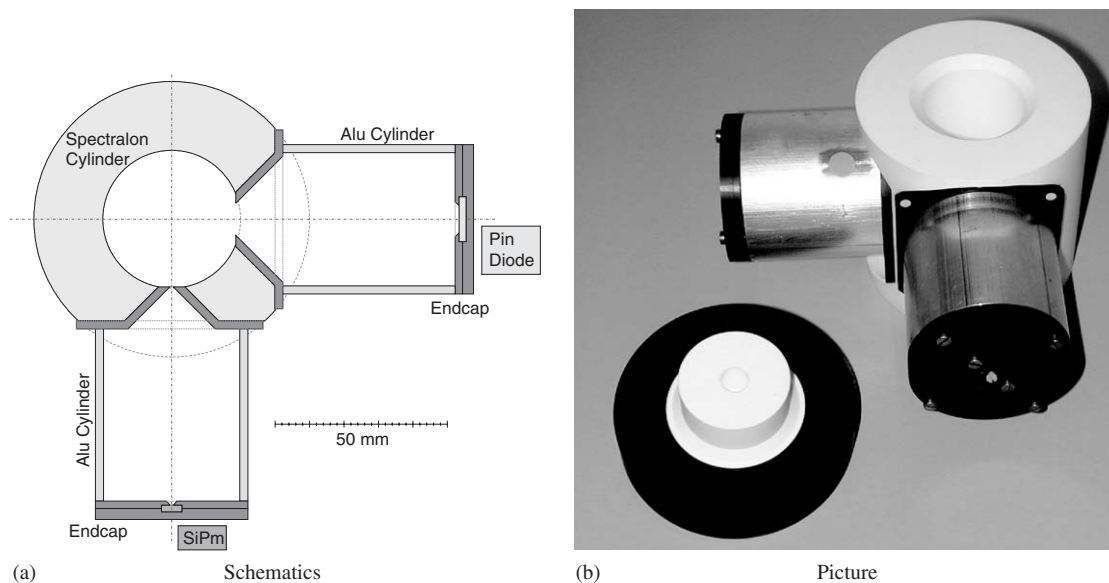 Spectralon
Cylinder
Alu Cylinder
Pin
Diode
Endcap
Alu Cylinder
50 mm
Endcap
SiPm
(a) Schematics
(b) Picture